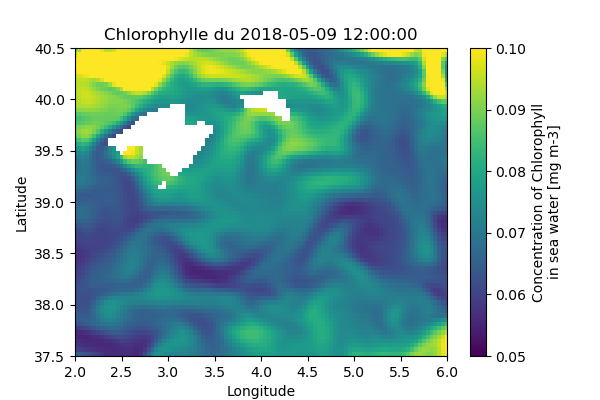 Chlorophylle du 2018-05-09 12:00:00
40.5
40.0
39.5
39.0
38.5
38.0
37.5
Latitude
2.0 2.5 3.0 3.5 4.0 4.5 5.0 5.5 6.0
Longitude
0.10
0.09
0.08
0.07
0.06
0.05
Concentration of Chlorophyll
in sea water [mg m-3]